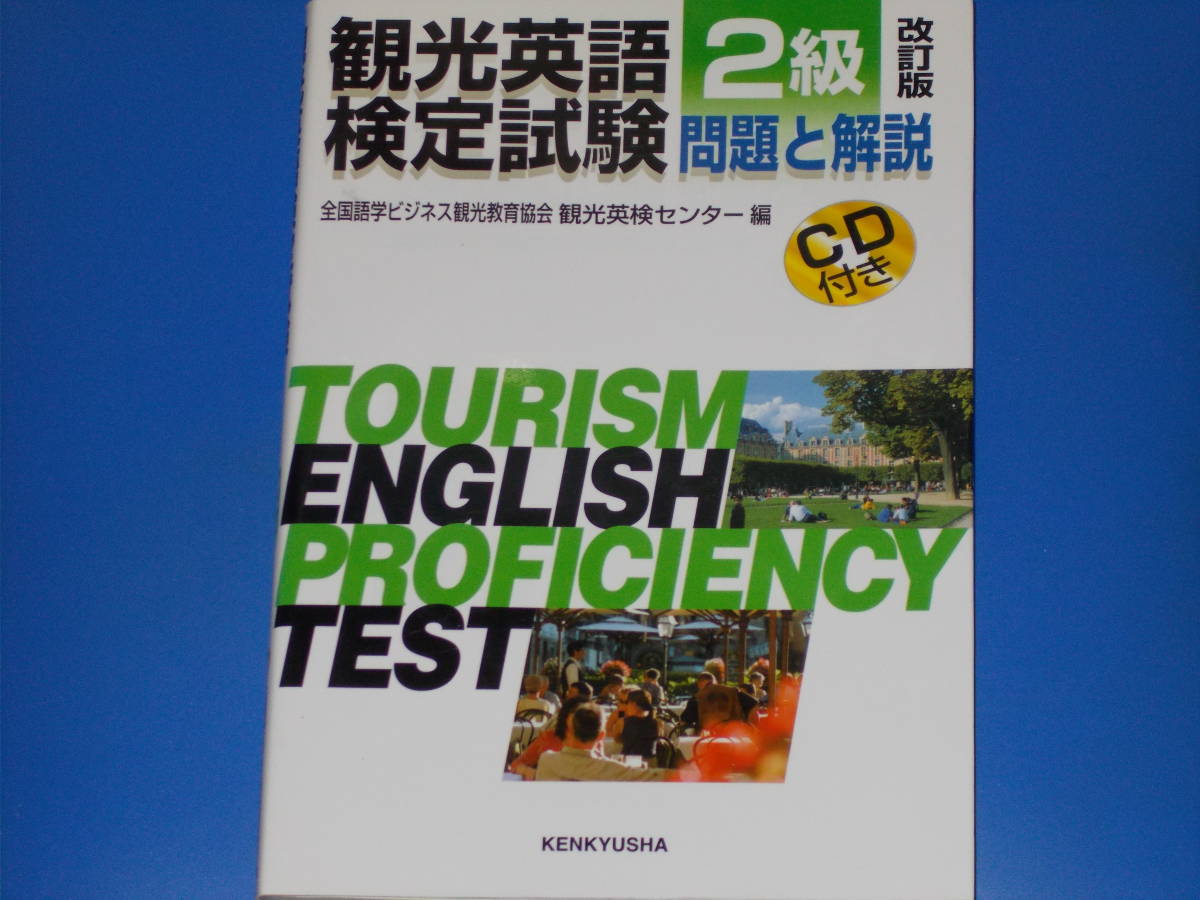 観光英語
検定試験
2級
問題と解説
改訂版
全国語学ビジネス観光教育協会 観光英検センター 編
CD
付き
TOURISM
ENGLISH
PROFICIENCY
TEST
KENKYUSHA